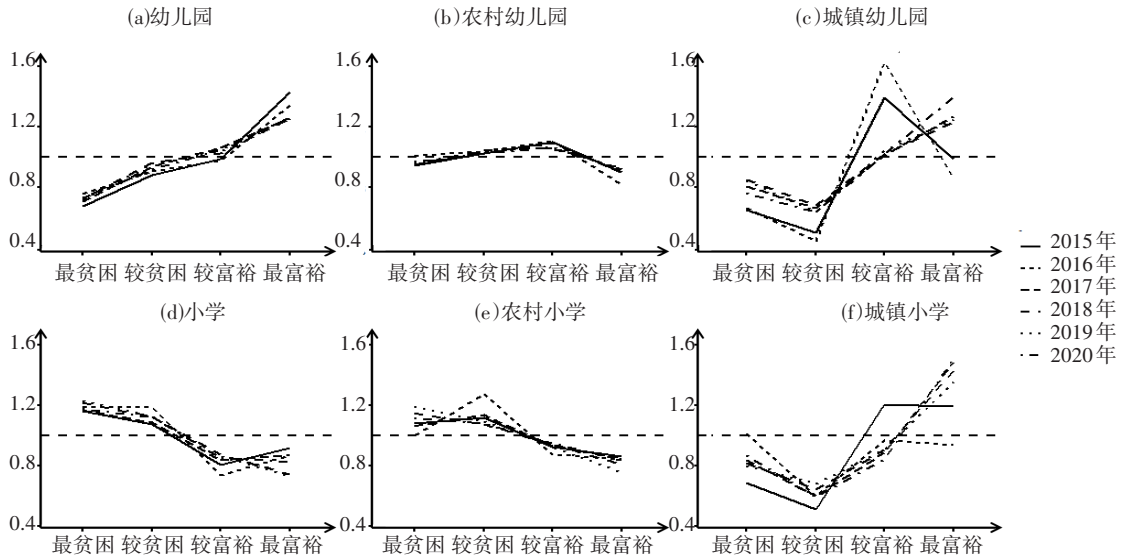 (a)幼儿园
(b)农村幼儿园
(c)城镇幼儿园
1.6 1.6 1.6
1.2 1.2 1.2
0.8 0.8 0.8
0.4 0.4 0.4
最贫困 较贫困 较富裕 最富裕
最贫困 较贫困 较富裕 最富裕
最贫困 较贫困 较富裕 最富裕
2015年
2016年
2017年
2018年
2019年
2020年
(d)小学
(e)农村小学
(f)城镇小学
1.6 1.6 1.6
1.2 1.2 1.2
0.8 0.8 0.8
0.4 0.4 0.4
最贫困 较贫困 较富裕 最富裕
最贫困 较贫困 较富裕 最富裕
最贫困 较贫困 较富裕 最富裕